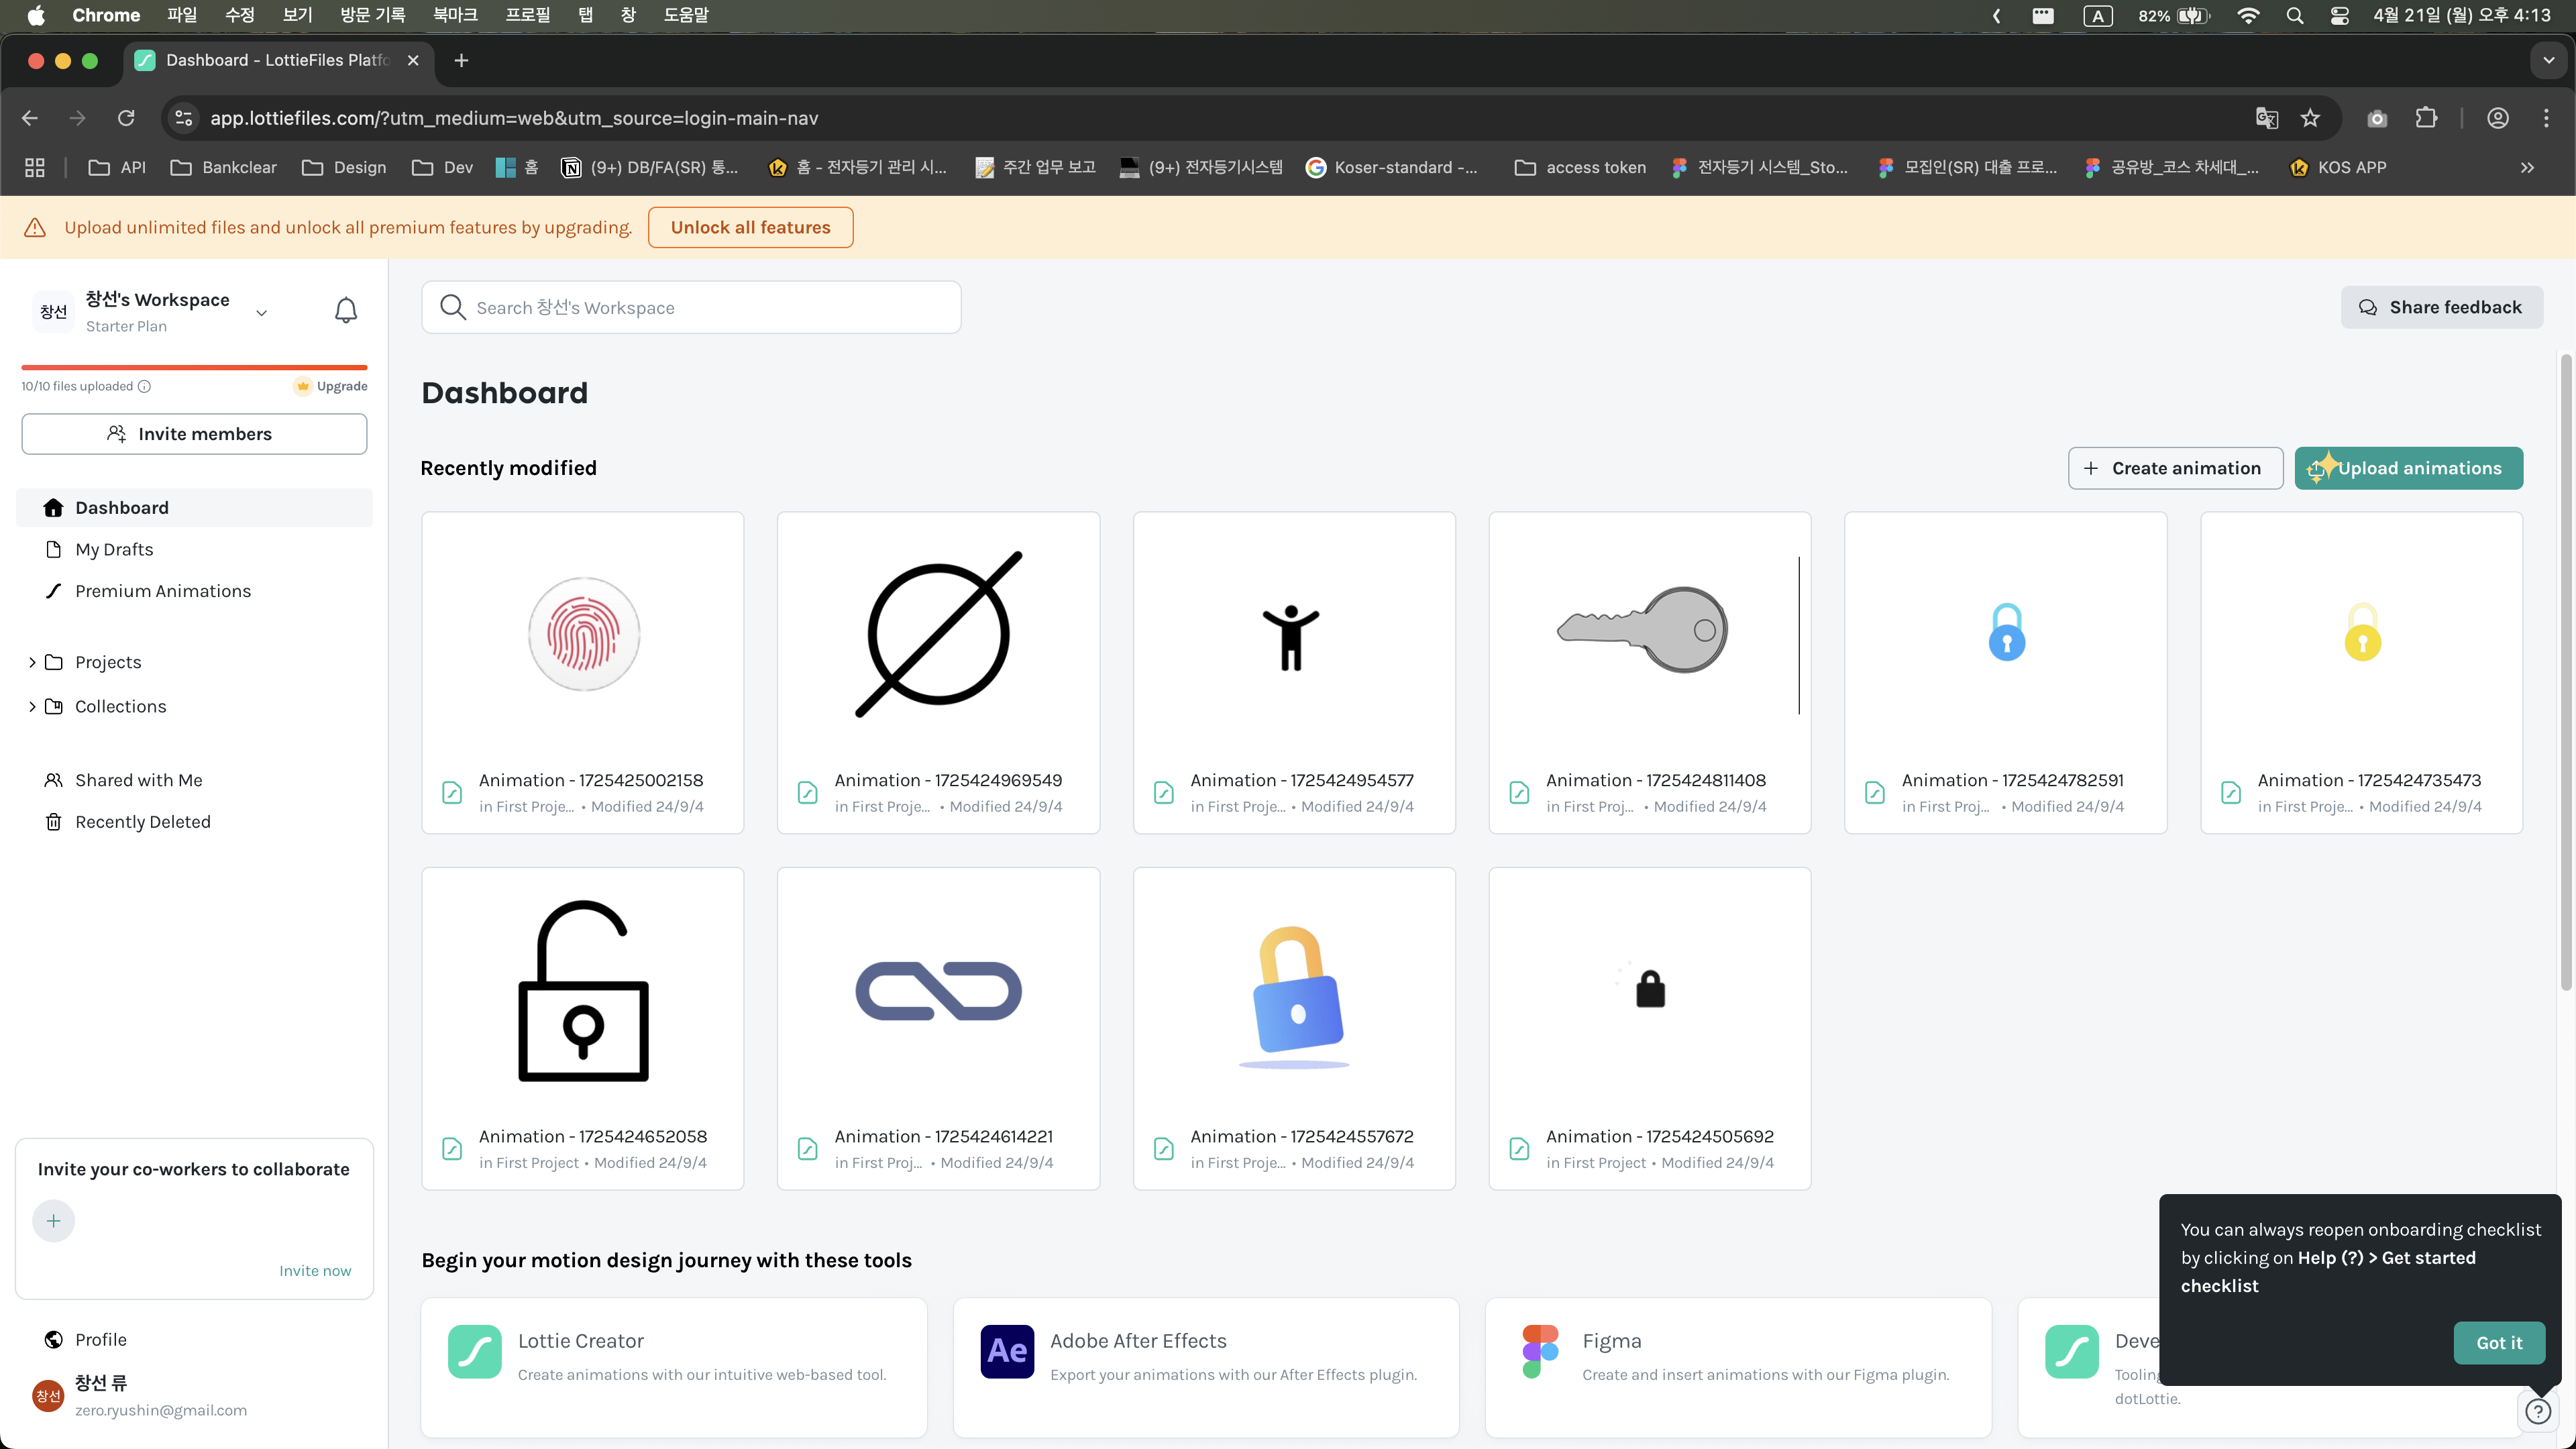 Chrome 파일 수정 보기 방문 기록 북마크 프로필 탭 창 도움말 A 82% 4월 21일 (월) 오후 4:13
Dashboard - LottieFiles Platfo
app.lottiefiles.com/?utm_medium=web&utm_source=login-main-nav
API Bankclear Design Dev 홈 (9+) DB/FA(SR) 통... 홈 - 전자등기 관리 시... 주간 업무 보고 (9+) 전자등기시스템 Koser-standard -... access token 전자등기 시스템_Sto... 모집인(SR) 대출 프로... 공유방_코스 차세대_... KOS APP
Upload unlimited files and unlock all premium features by upgrading. Unlock all features
창선 창선's Workspace
Starter Plan
Search 창선's Workspace
Share feedback
10/10 files uploaded Upgrade
Invite members
Dashboard
My Drafts
Premium Animations
Projects
Collections
Shared with Me
Recently Deleted
Invite your co-workers to collaborate
Invite now
Profile
창선 창선 류
zero.ryushin@gmail.com
Dashboard
Recently modified
Create animation Upload animations
Animation - 1725425002158
in First Proje... • Modified 24/9/4
Animation - 1725424969549
in First Proje... • Modified 24/9/4
Animation - 1725424954577
in First Proje... • Modified 24/9/4
Animation - 1725424811408
in First Proj... • Modified 24/9/4
Animation - 1725424782591
in First Proj... • Modified 24/9/4
Animation - 1725424735473
in First Proje... • Modified 24/9/4
Animation - 1725424652058
in First Project • Modified 24/9/4
Animation - 1725424614221
in First Proj... • Modified 24/9/4
Animation - 1725424557672
in First Proje... • Modified 24/9/4
Animation - 1725424505692
in First Project • Modified 24/9/4
Begin your motion design journey with these tools
Lottie Creator
Create animations with our intuitive web-based tool.
Ae Adobe After Effects
Export your animations with our After Effects plugin.
Figma
Create and insert animations with our Figma plugin.
Deve
Tooling
dotLottie.
You can always reopen onboarding checklist
by clicking on Help (?) > Get started
checklist
Got it